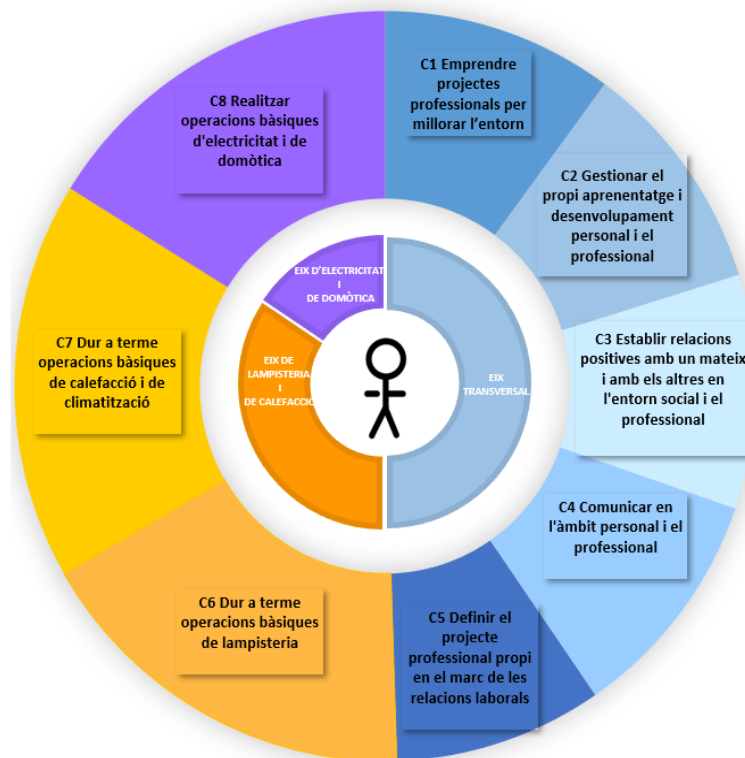 C1 Emprendre
projectes
professionals per
millorar l’entorn
C2 Gestionar el
propi aprenentatge i
desenvolupament
personal i el
professional
C3 Establir relacions
positives amb un mateix
i amb els altres en
l'entorn social i el
professional
C4 Comunicar en
l'àmbit personal i el
professional
C5 Definir el
projecte
professional propi
en el marc de les
relacions laborals
C6 Dur a terme
operacions bàsiques
de lampisteria
C7 Dur a terme
operacions bàsiques
de calefacció i de
climatització
C8 Realitzar
operacions bàsiques
d'electricitat i de
domòtica
EIX D’ELECTRICITAT
I
DE DOMÒTICA
EIX DE
LAMPISTERIA
I
DE CALEFACCIÓ
EIX
TRANSVERSAL